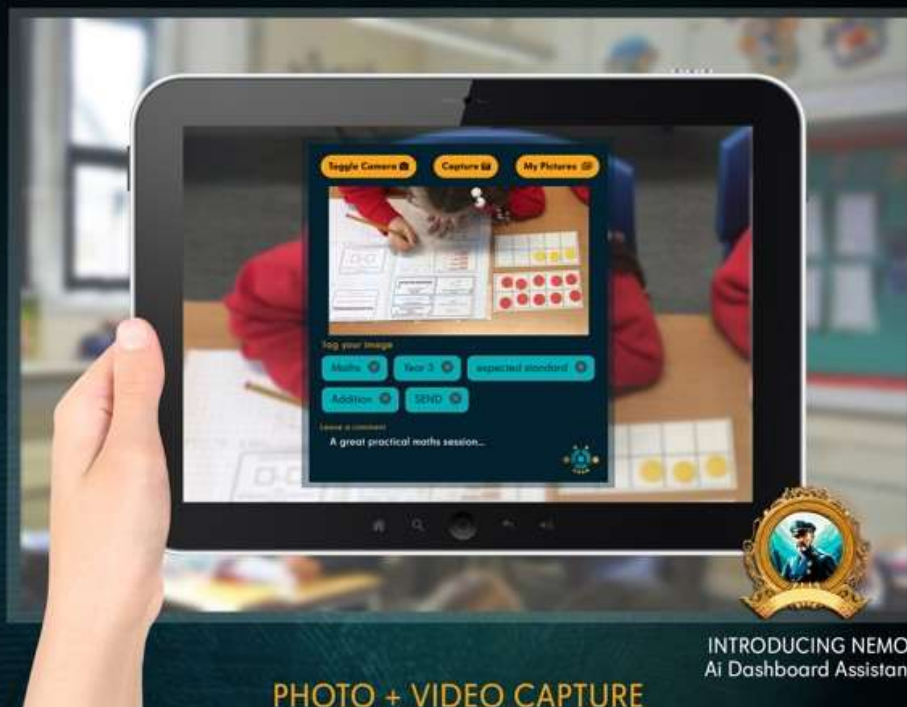 Toggle Camera
Capture
My Pictures
Tag your image
Maths
Year 3
expected standard
Addition
SEND
Leave a comment
A great practical maths session...
INTRODUCING NEMO
Ai Dashboard Assistan
PHOTO + VIDEO CAPTURE